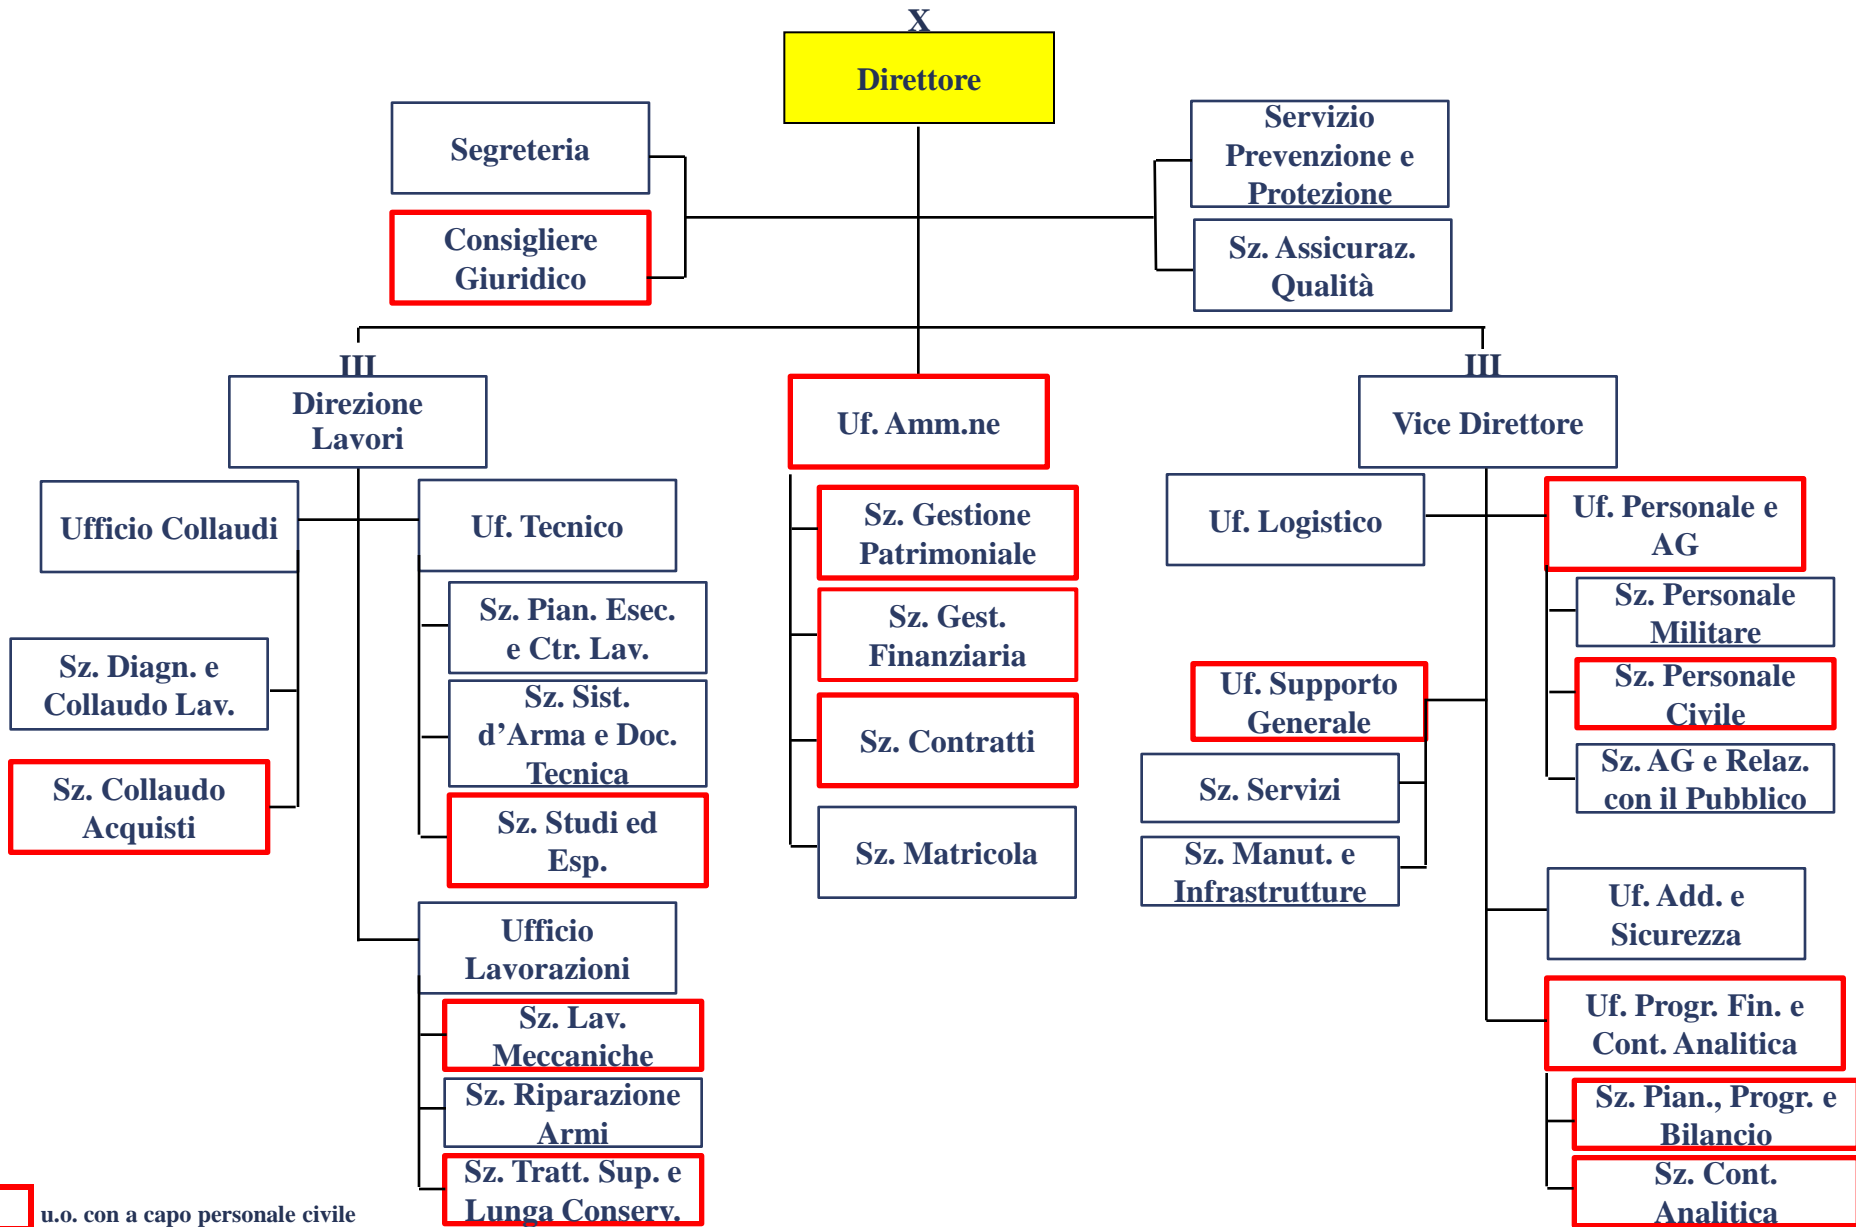 X
Direttore
Segreteria
Servizio
Prevenzione e
Protezione
Consigliere
Giuridico
Sz. Assicuraz.
Qualità
III
Direzione
Lavori
Uf. Amm.ne
III
Vice Direttore
Ufficio Collaudi
Sz. Diagn. e
Collaudo Lav.
Sz. Collaudo
Acquisti
Uf. Tecnico
Sz. Pian. Esec.
e Ctr. Lav.
Sz. Sist.
d’Arma e Doc.
Tecnica
Sz. Studi ed
Esp.
Ufficio
Lavorazioni
Sz. Lav.
Meccaniche
Sz. Riparazione
Armi
Sz. Tratt. Sup. e
Lunga Conserv.
Sz. Gestione
Patrimoniale
Sz. Gest.
Finanziaria
Sz. Contratti
Sz. Matricola
Uf. Logistico
Uf. Supporto
Generale
Sz. Servizi
Sz. Manut. e
Infrastrutture
Uf. Personale e
AG
Sz. Personale
Militare
Sz. Personale
Civile
Sz. AG e Relaz.
con il Pubblico
Uf. Add. e
Sicurezza
Uf. Progr. Fin. e
Cont. Analitica
Sz. Pian., Progr. e
Bilancio
Sz. Cont.
Analitica
u.o. con a capo personale civile